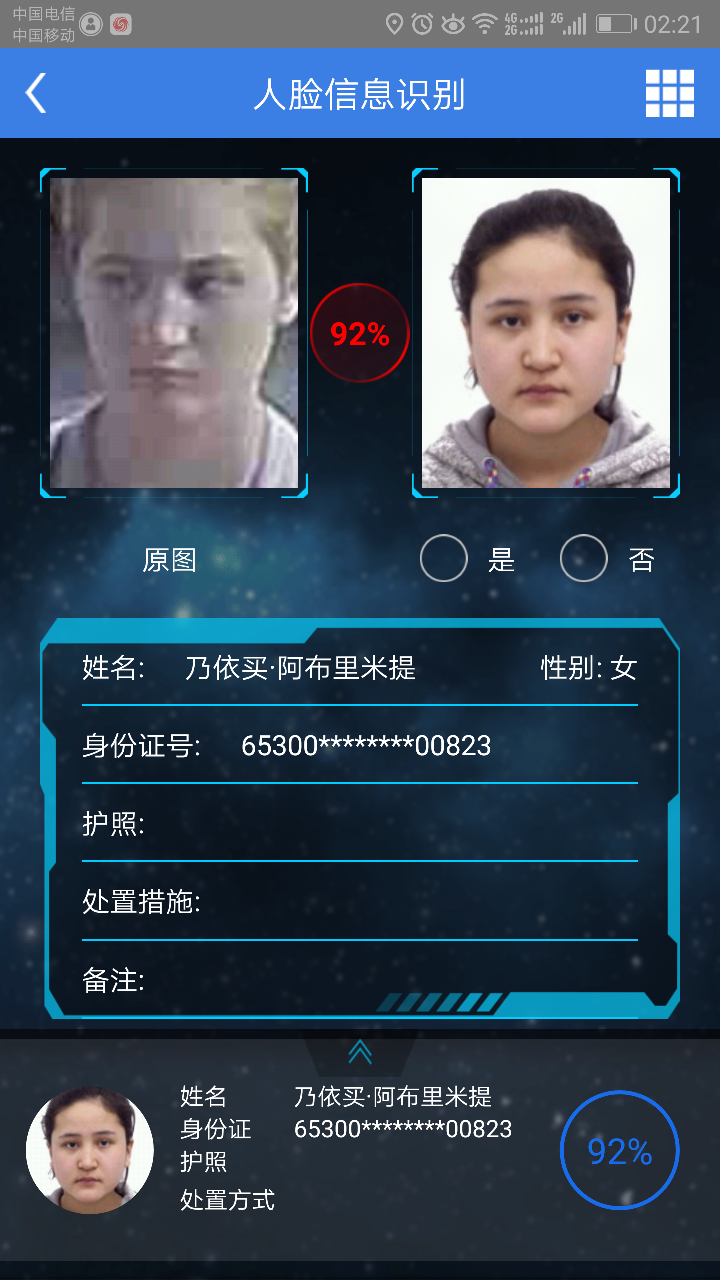 中国电信
中国移动
4G 2G 2G 02:21
人脸信息识别
92%
原图 是 否
姓名: 乃依买·阿布里米提 性别: 女
身份证号: 65300********00823
护照:
处置措施:
备注:
姓名 乃依买·阿布里米提
身份证 65300********00823
护照
92%
处置方式